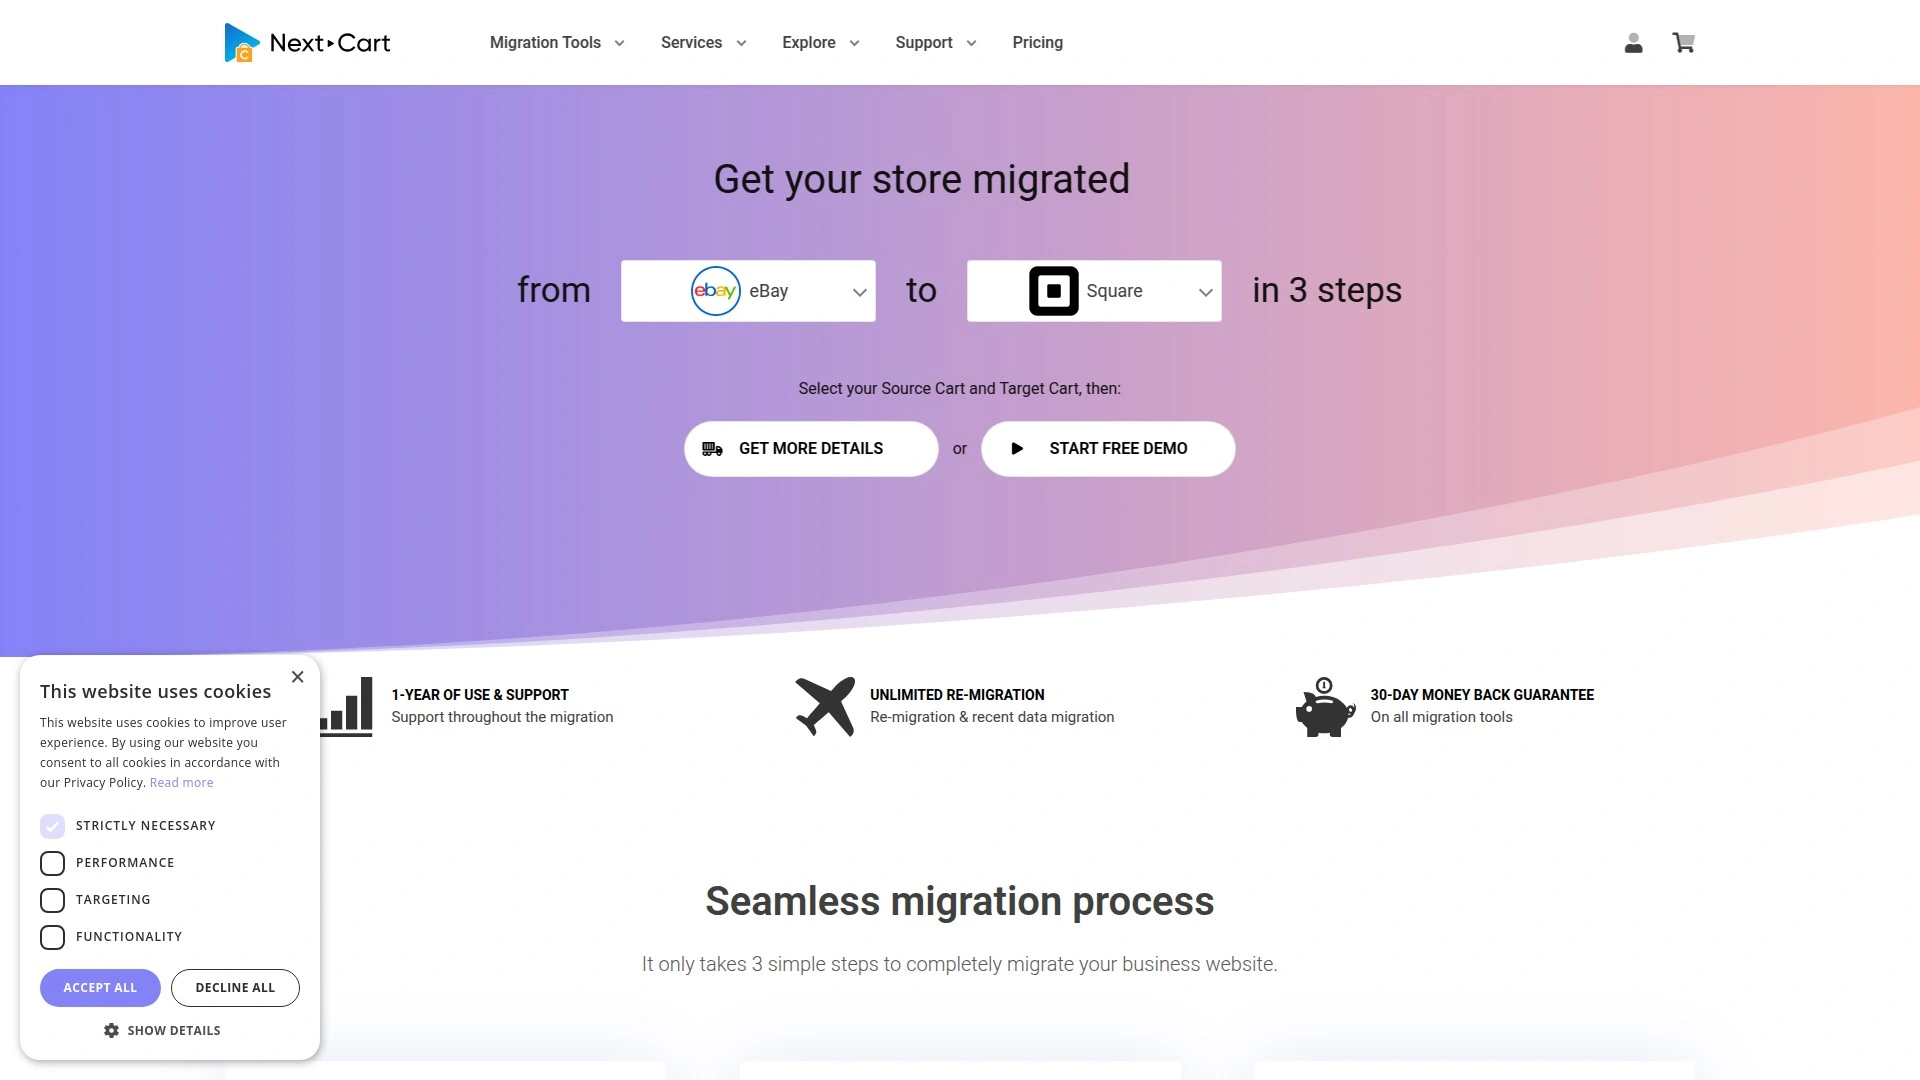 Next Cart
Migration Tools
Services
Explore
Support
Pricing
Get your store migrated
from
ebay eBay
to
Square
in 3 steps
Select your Source Cart and Target Cart, then:
GET MORE DETAILS
or
START FREE DEMO
1-YEAR OF USE & SUPPORT
Support throughout the migration
UNLIMITED RE-MIGRATION
Re-migration & recent data migration
30-DAY MONEY BACK GUARANTEE
On all migration tools
This website uses cookies
This website uses cookies to improve user
experience. By using our website you
consent to all cookies in accordance with
our Privacy Policy. Read more
STRICTLY NECESSARY
PERFORMANCE
TARGETING
FUNCTIONALITY
ACCEPT ALL
DECLINE ALL
SHOW DETAILS
Seamless migration process
It only takes 3 simple steps to completely migrate your business website.